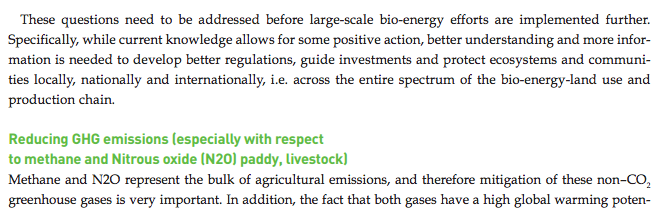 These questions need to be addressed before large-scale bio-energy efforts are implemented further.
Specifically, while current knowledge allows for some positive action, better understanding and more infor-
mation is needed to develop better regulations, guide investments and protect ecosystems and communi-
ties locally, nationally and internationally, i.e. across the entire spectrum of the bio-energy-land use and
production chain.
Reducing GHG emissions (especially with respect
to methane and Nitrous oxide (N2O) paddy, livestock)
Methane and N2O represent the bulk of agricultural emissions, and therefore mitigation of these non–CO₂
greenhouse gases is very important. In addition, the fact that both gases have a high global warming poten-